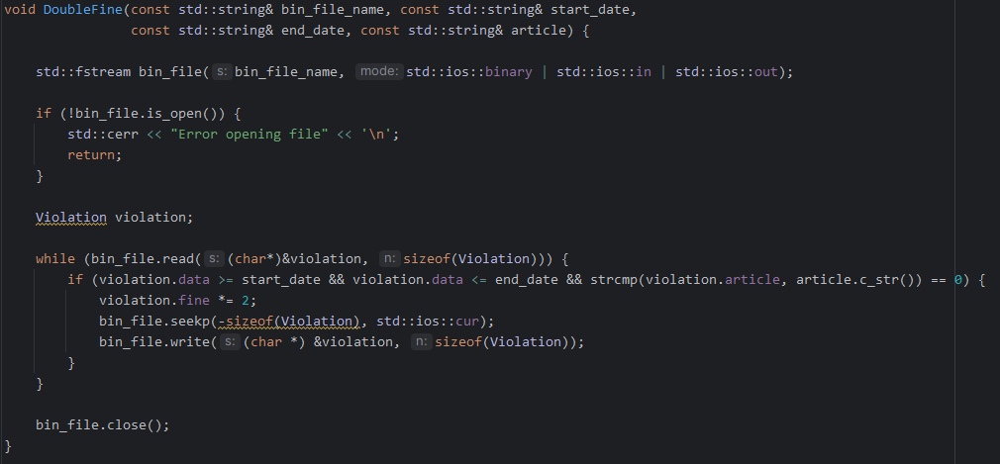 void DoubleFine(const std::string& bin_file_name, const std::string& start_date,
                const std::string& end_date, const std::string& article) {

    std::fstream bin_file( s: bin_file_name, mode: std::ios::binary | std::ios::in | std::ios::out);

    if (!bin_file.is_open()) {
        std::cerr << "Error opening file" << '\n';
        return;
    }

    Violation violation;

    while (bin_file.read( s: (char*)&violation, n: sizeof(Violation))) {
        if (violation.data >= start_date && violation.data <= end_date && strcmp(violation.article, article.c_str()) == 0) {
            violation.fine *= 2;
            bin_file.seekp(-sizeof(Violation), std::ios::cur);
            bin_file.write( s: (char *) &violation, n: sizeof(Violation));
        }
    }

    bin_file.close();
}